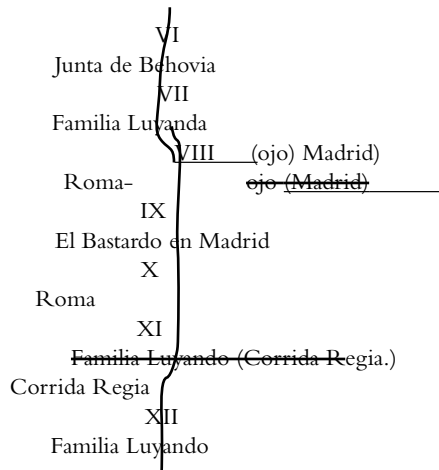 VI
Junta de Behovia
VII
Familia Luyanda
VIII (ojo) Madrid)
Roma- ojo (Madrid)
IX
El Bastardo en Madrid
X
Roma
XI
Familia Luyando (Corrida Regia.)
Corrida Regia
XII
Familia Luyando